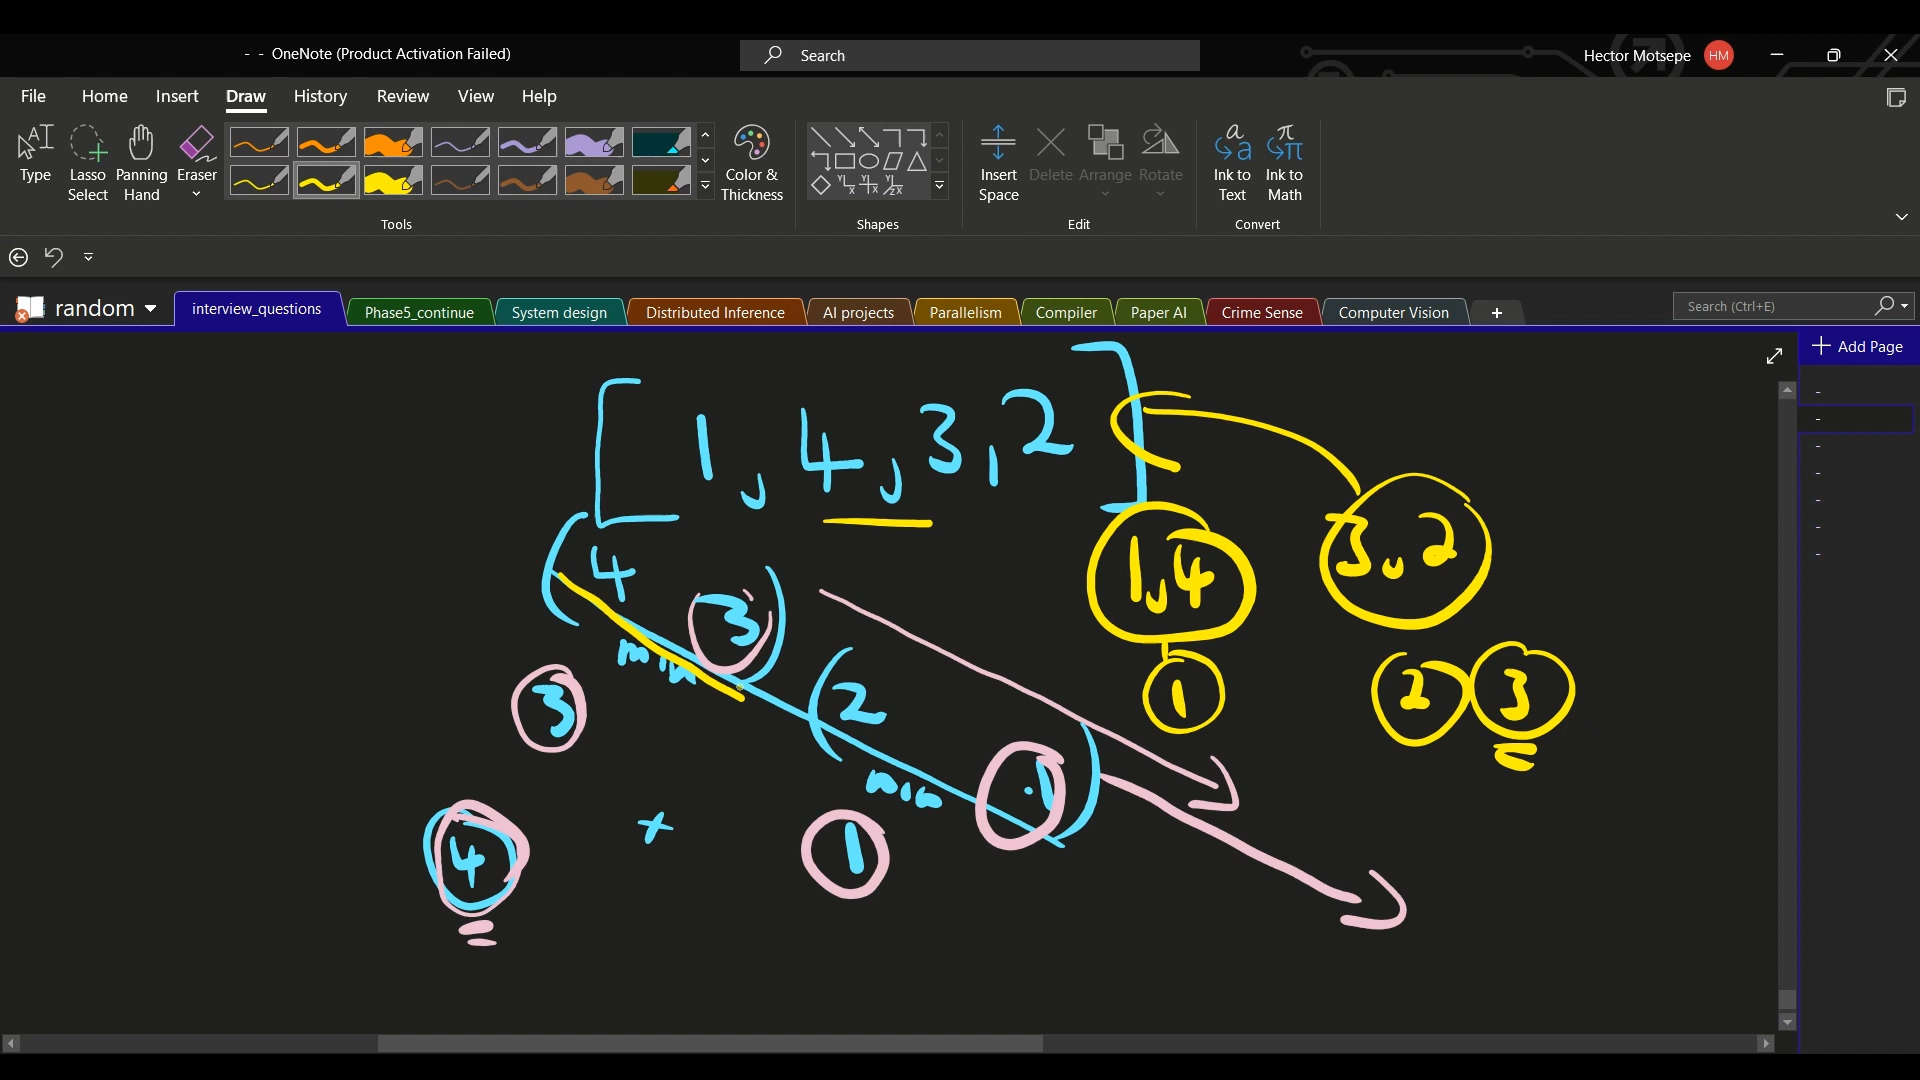 - - OneNote (Product Activation Failed)
Search
Hector Motsepe
HM
File Home Insert Draw History Review View Help
Type
Lasso Select
Panning Hand
Eraser
Color & Thickness
Insert Space
Delete
Arrange
Rotate
a
a
Ink to Text
π
π
Ink to Math
Tools
Shapes
Edit
Convert
random
interview_questions
Phase5_continue
System design
Distributed Inference
AI projects
Parallelism
Compiler
Paper AI
Crime Sense
Computer Vision
+
Search (Ctrl+E)
Add Page
-
-
-
-
-
-
-
[1, 4, 3, 2]
(4
3)
min
(2
1)
min
3
4 + 1
1, 4
3, 2
1
2 3